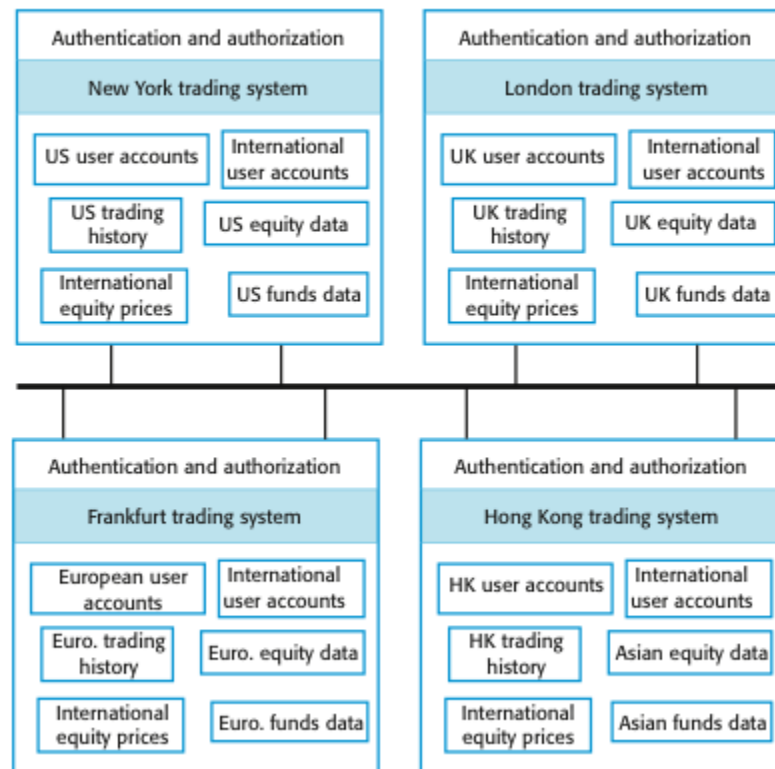 Authentication and authorization
New York trading system
US user accounts
International
user accounts
US trading
history
US equity data
International
equity prices
US funds data
Authentication and authorization
London trading system
UK user accounts
International
user accounts
UK trading
history
UK equity data
International
equity prices
UK funds data
Authentication and authorization
Frankfurt trading system
European user
accounts
International
user accounts
Euro. trading
history
Euro. equity data
International
equity prices
Euro. funds data
Authentication and authorization
Hong Kong trading system
HK user accounts
International
user accounts
HK trading
history
Asian equity data
International
equity prices
Asian funds data